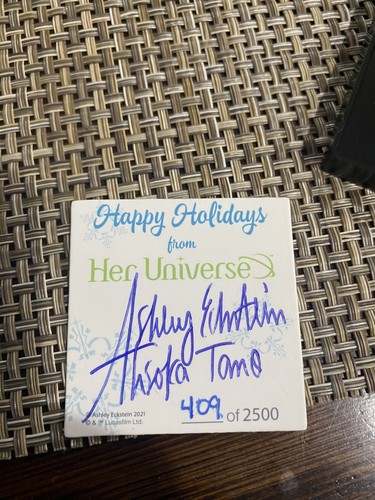 Happy Holidays
from
Her Universe
Ashley Eckstein
Ahsoka Tano
409 of 2500
© Ashley Eckstein 2021
© & ™ Lucasfilm Ltd.